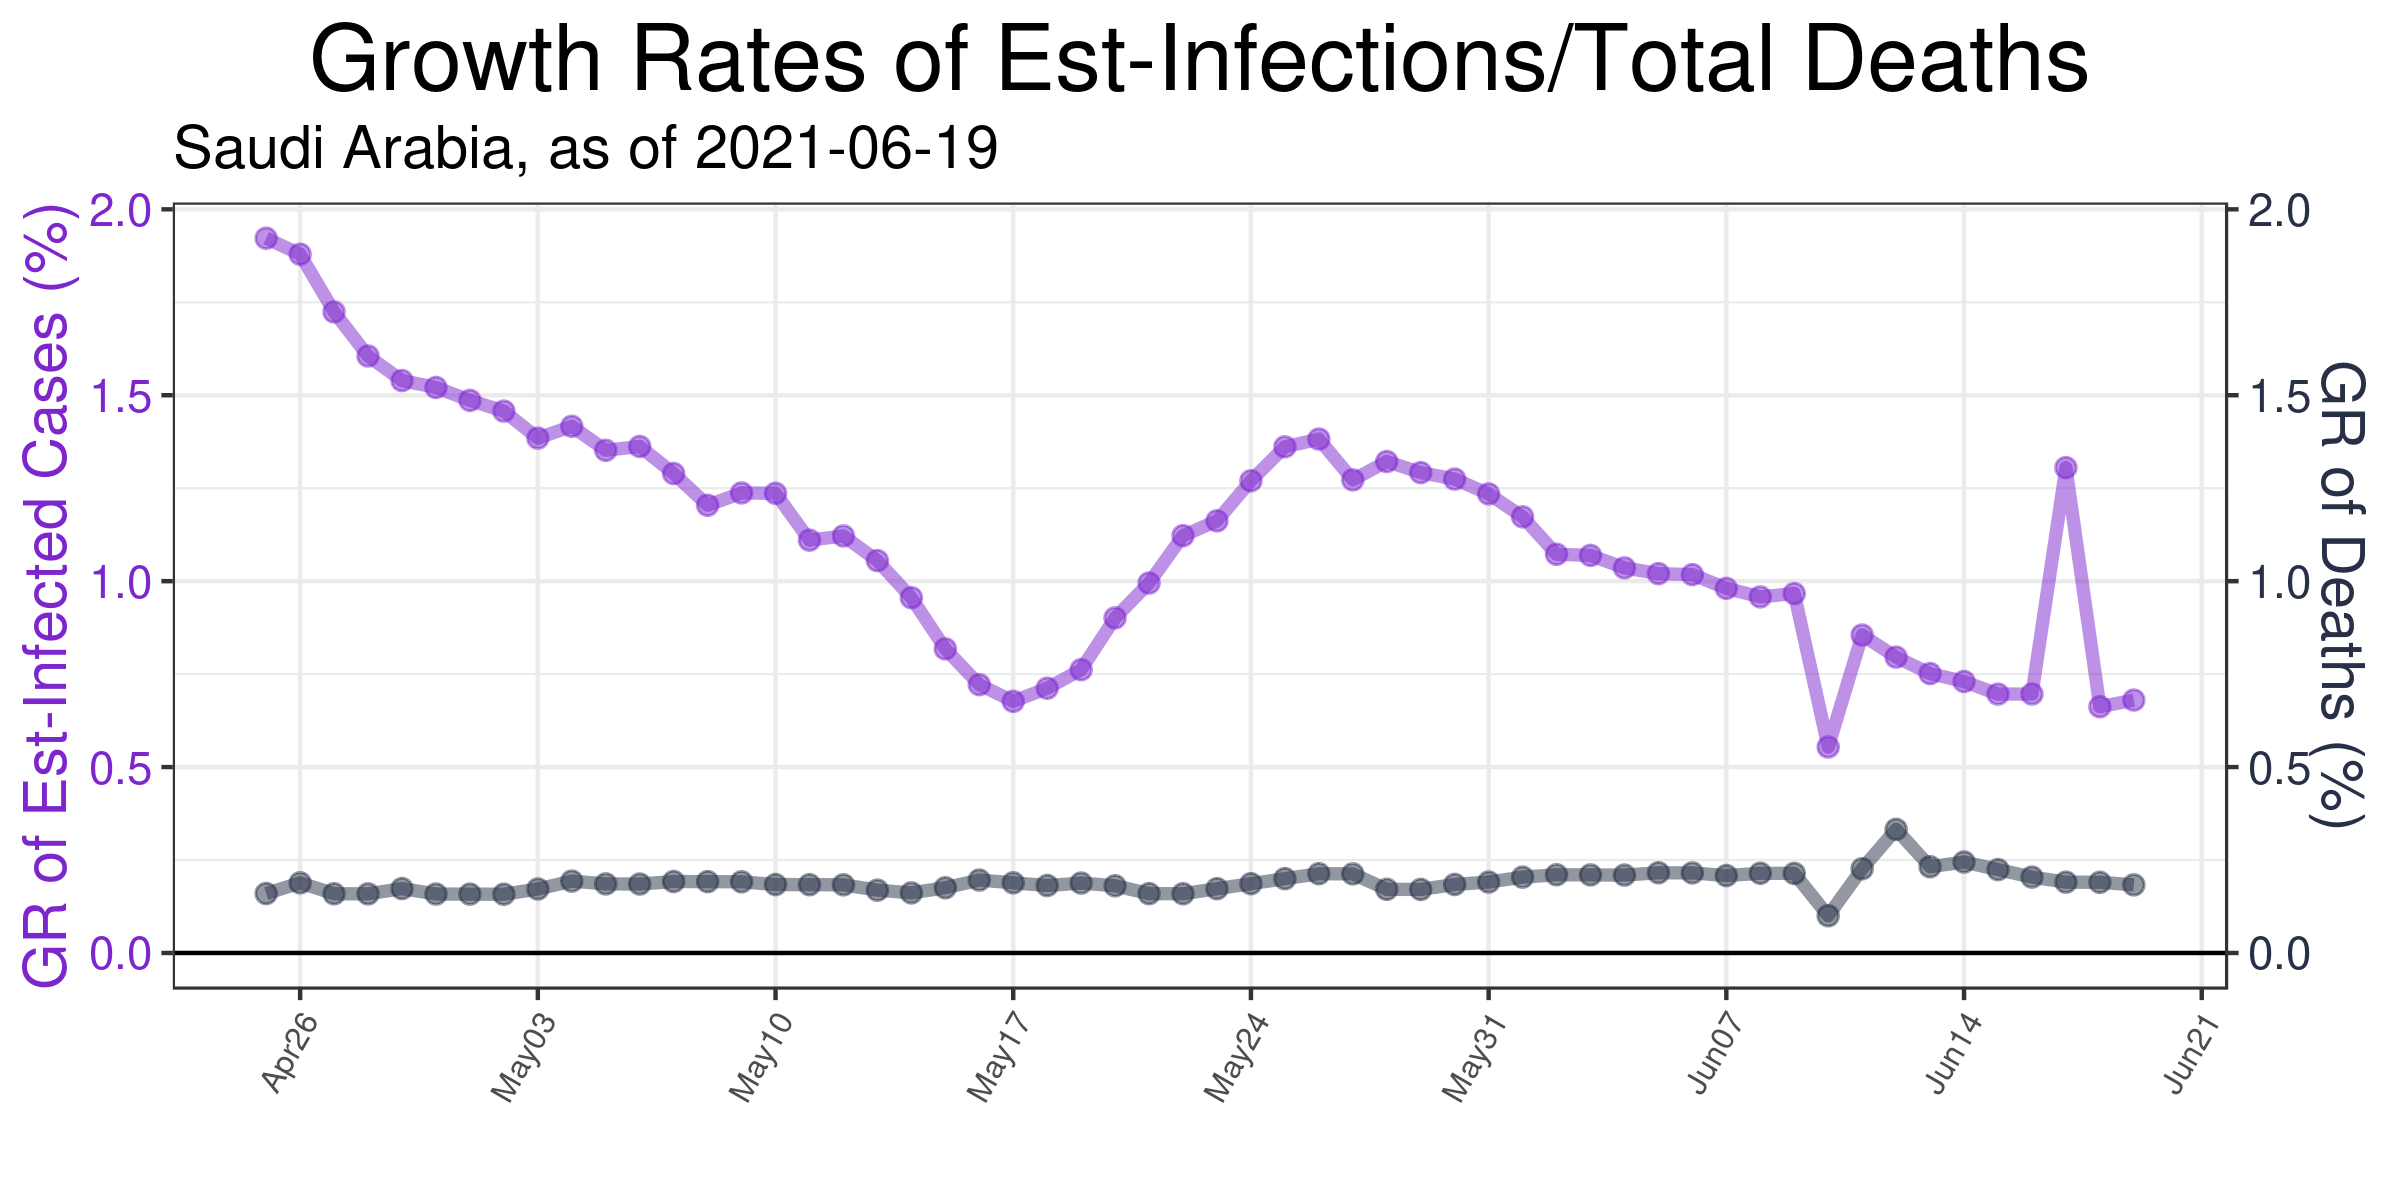 Growth Rates of Est-Infections/Total Deaths
Saudi Arabia, as of 2021-06-19
GR of Est-Infected Cases (%)
2.0
1.5
1.0
0.5
0.0
2.0
1.5
1.0
0.5
0.0
GR of Deaths (%)
Apr26
May03
May10
May17
May24
May31
Jun07
Jun14
Jun21